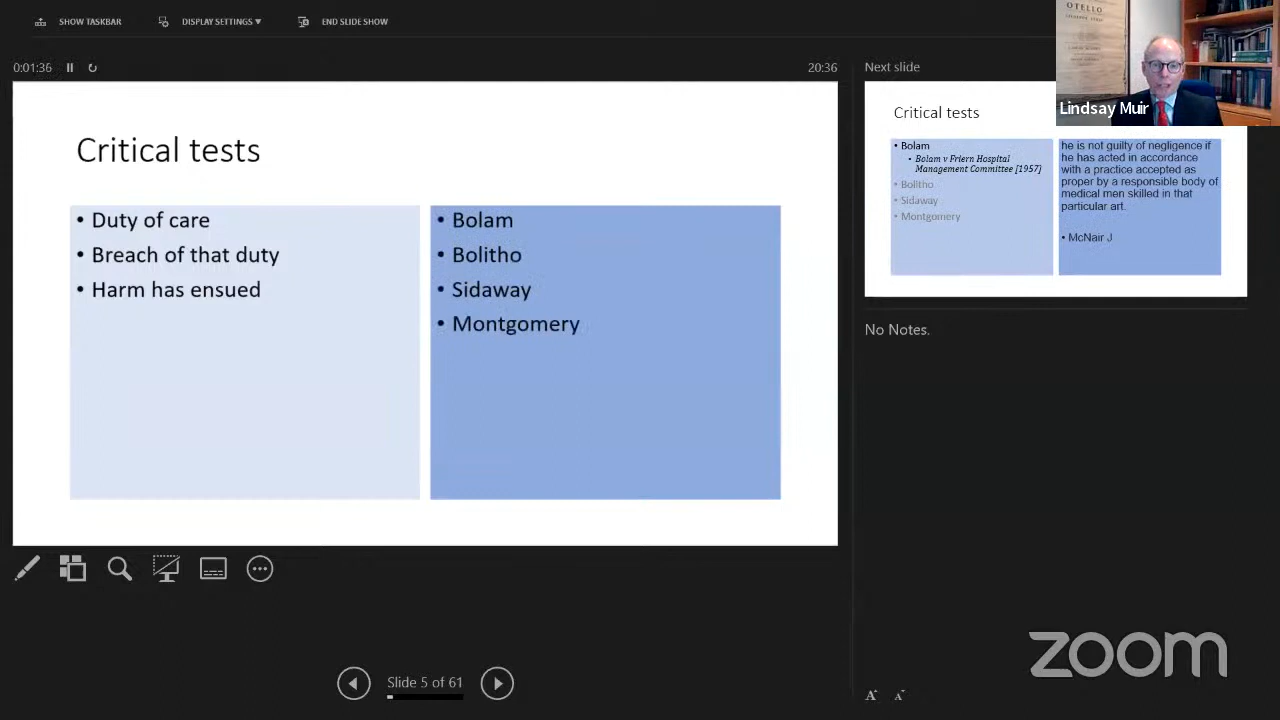 SHOW TASKBAR
DISPLAY SETTINGS ▼
END SLIDE SHOW
0:01:36
20:36
Critical tests
• Duty of care
• Breach of that duty
• Harm has ensued
• Bolam
• Bolitho
• Sidaway
• Montgomery
Next slide
Critical tests
• Bolam
• Bolam v Friern Hospital
Management Committee [1957]
• Bolitho
• Sidaway
• Montgomery
he is not guilty of negligence if
he has acted in accordance
with a practice accepted as
proper by a responsible body of
medical men skilled in that
particular art.
• McNair J
No Notes.
OTELLO
Lindsay Muir
Slide 5 of 61
A A
zoom